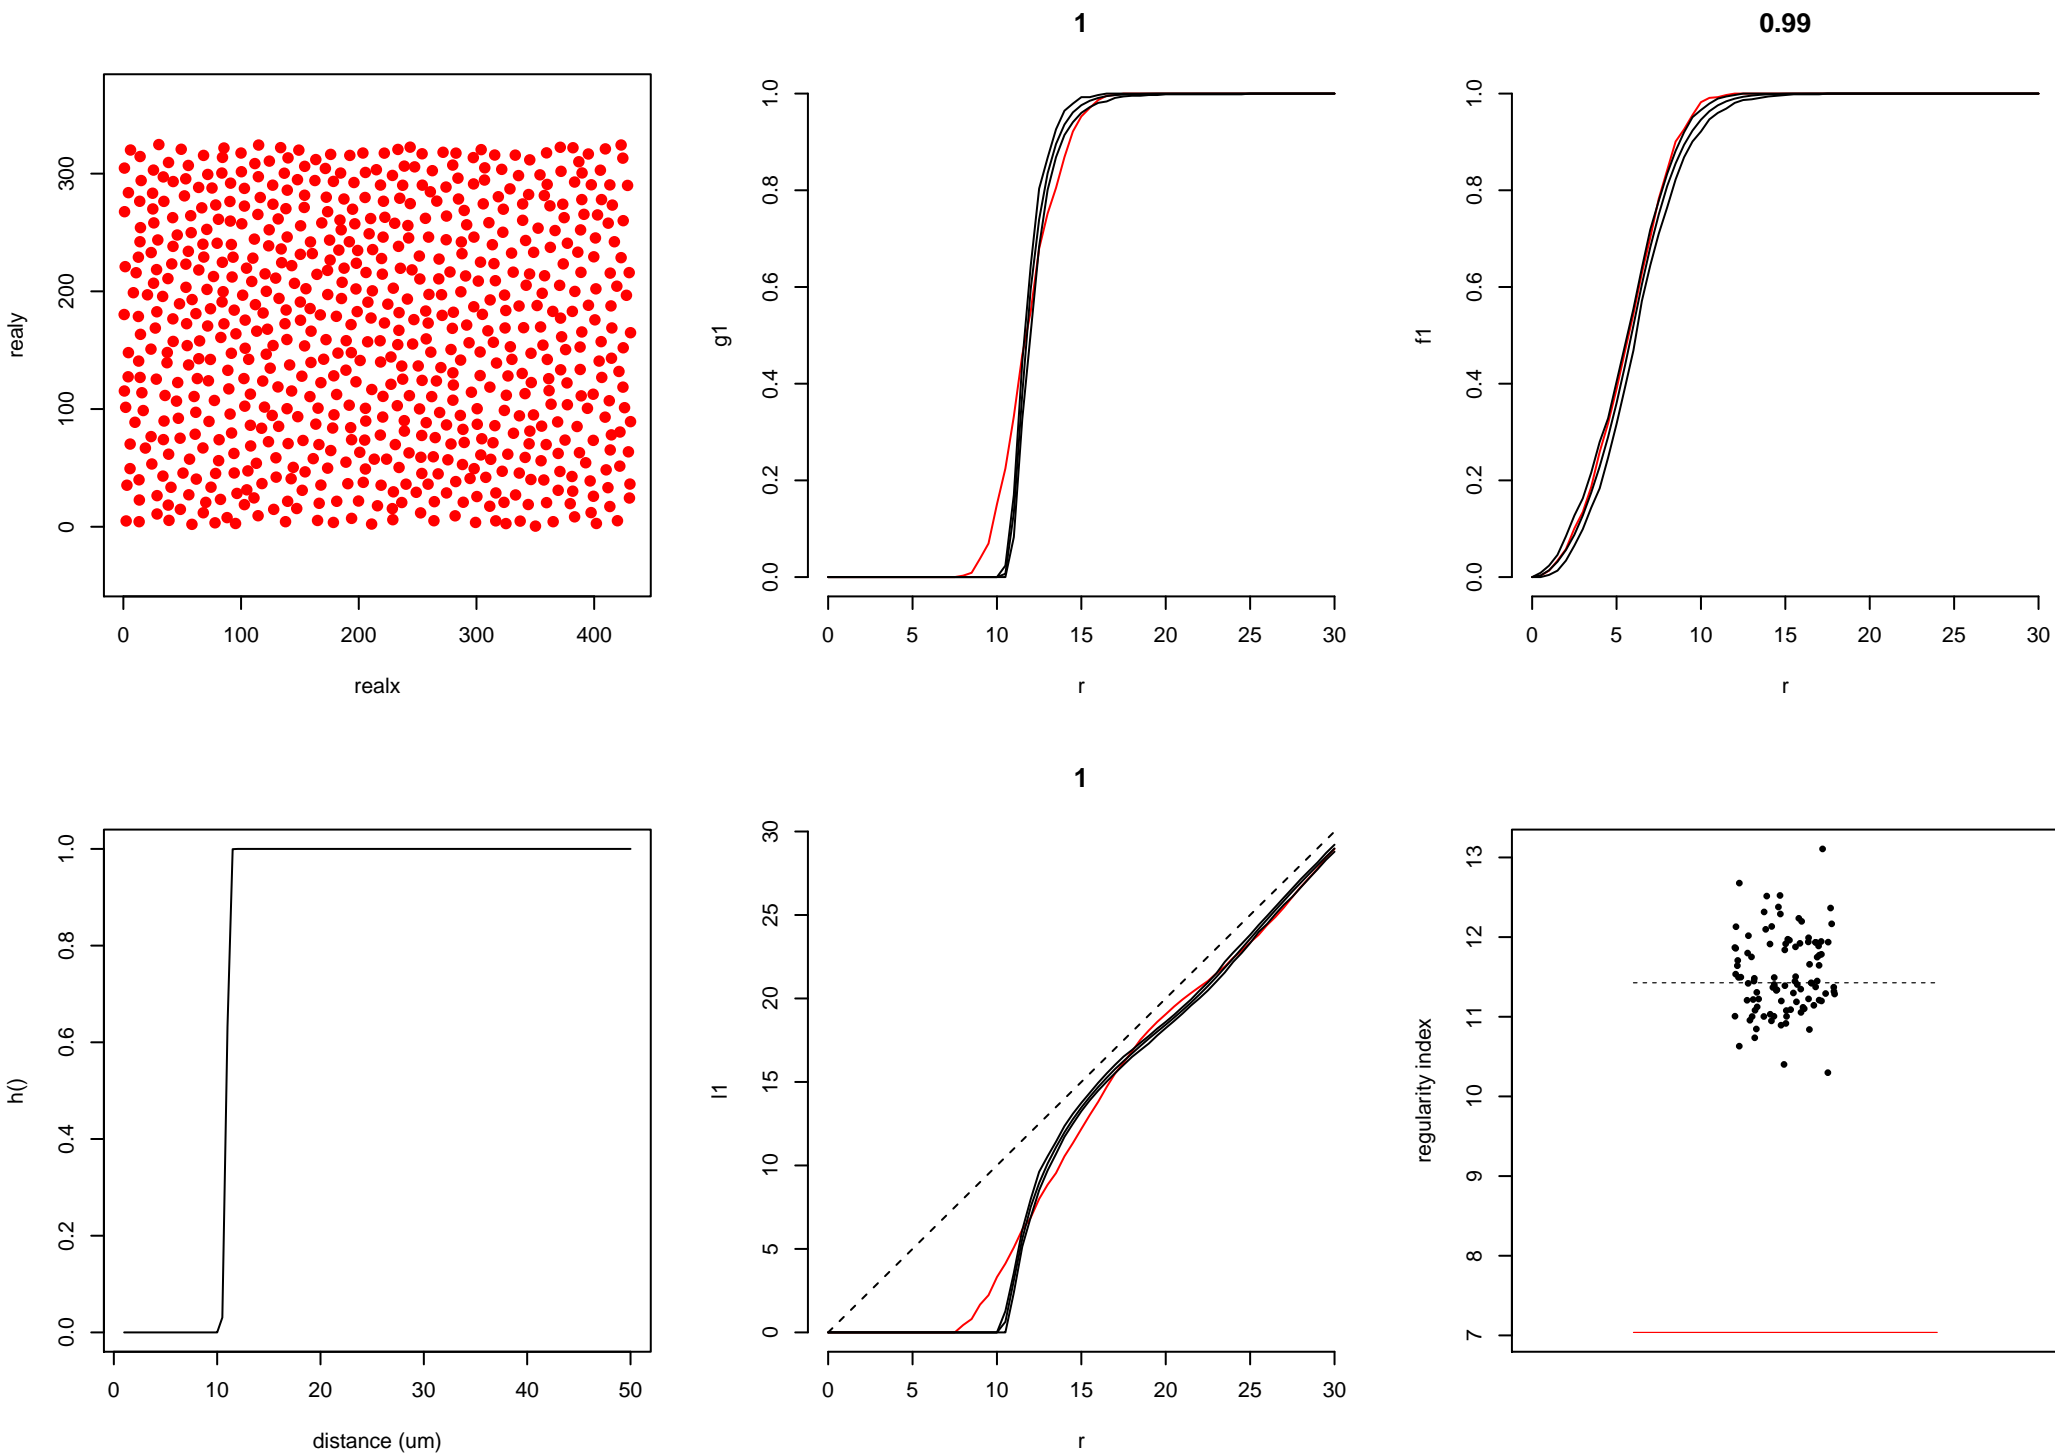 realy
0 100 200 300
0 100 200 300 400
realx
1
g1
0.0 0.2 0.4 0.6 0.8 1.0
0 5 10 15 20 25 30
r
0.99
f1
0.0 0.2 0.4 0.6 0.8 1.0
0 5 10 15 20 25 30
r
h()
0.0 0.2 0.4 0.6 0.8 1.0
0 10 20 30 40 50
distance (um)
1
l1
0 5 10 15 20 25 30
0 5 10 15 20 25 30
r
regularity index
7 8 9 10 11 12 13